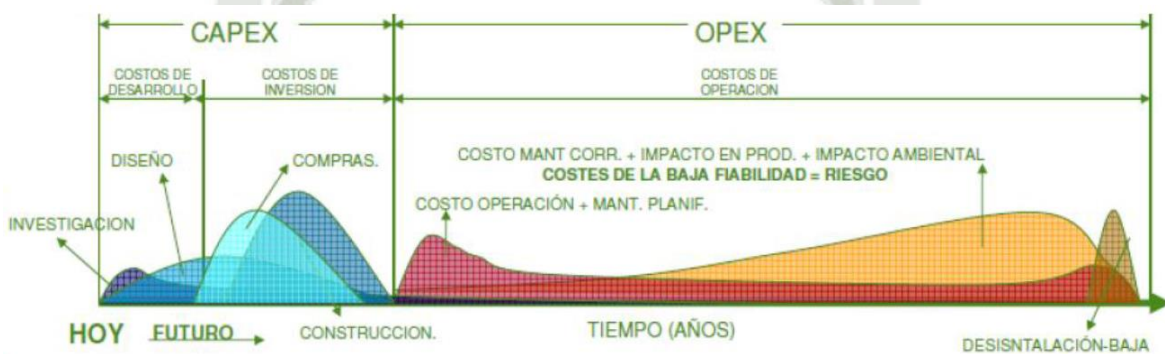 CAPEX
OPEX
COSTOS DE
DESARROLLO
COSTOS DE
INVERSION
COSTOS DE
OPERACION
DISEÑO
COMPRAS.
COSTO MANT CORR. + IMPACTO EN PROD. + IMPACTO AMBIENTAL
COSTES DE LA BAJA FIABILIDAD = RIESGO
COSTO OPERACIÓN + MANT. PLANIF.
INVESTIGACION
HOY
FUTURO
CONSTRUCCION.
TIEMPO (AÑOS)
DESISNTALACIÓN-BAJA